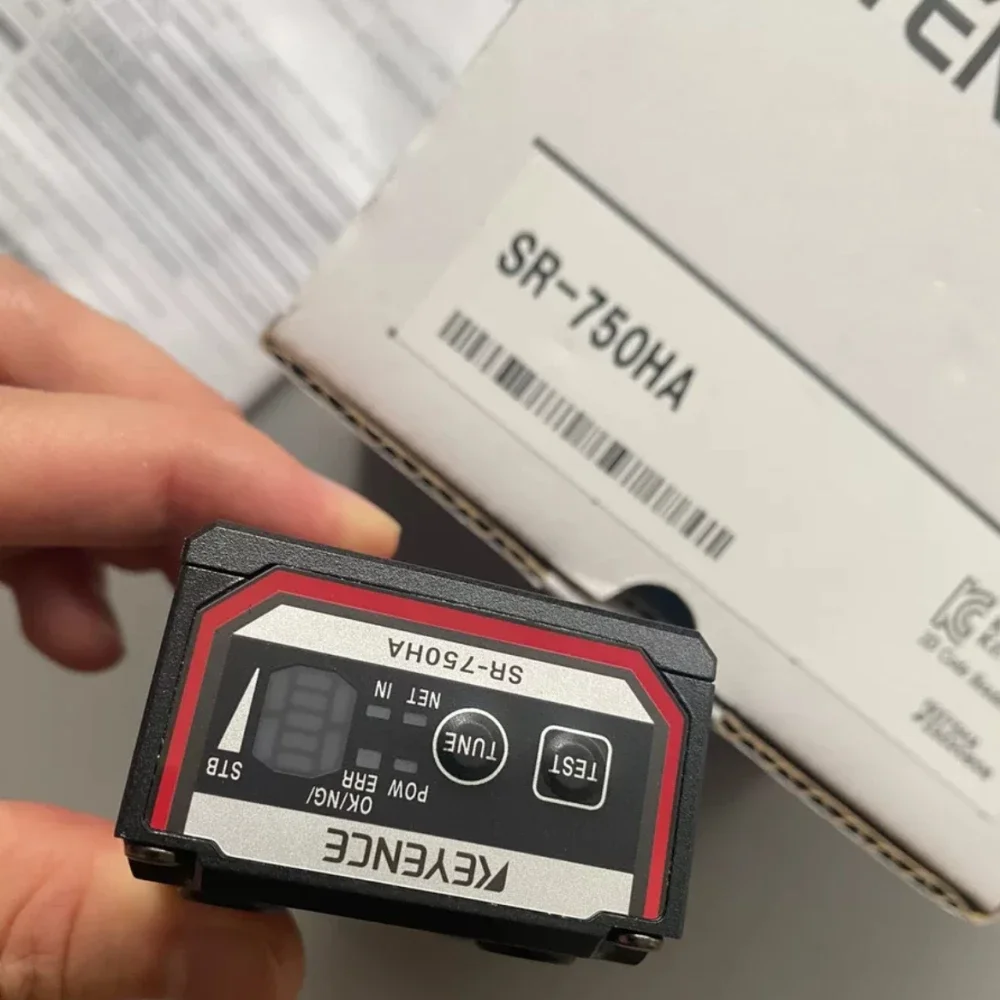 SR-750HA
KEYENCE
POW
OK/NG/
ERR
STB
TEST
TUNE
NET
IN
SR-750HA